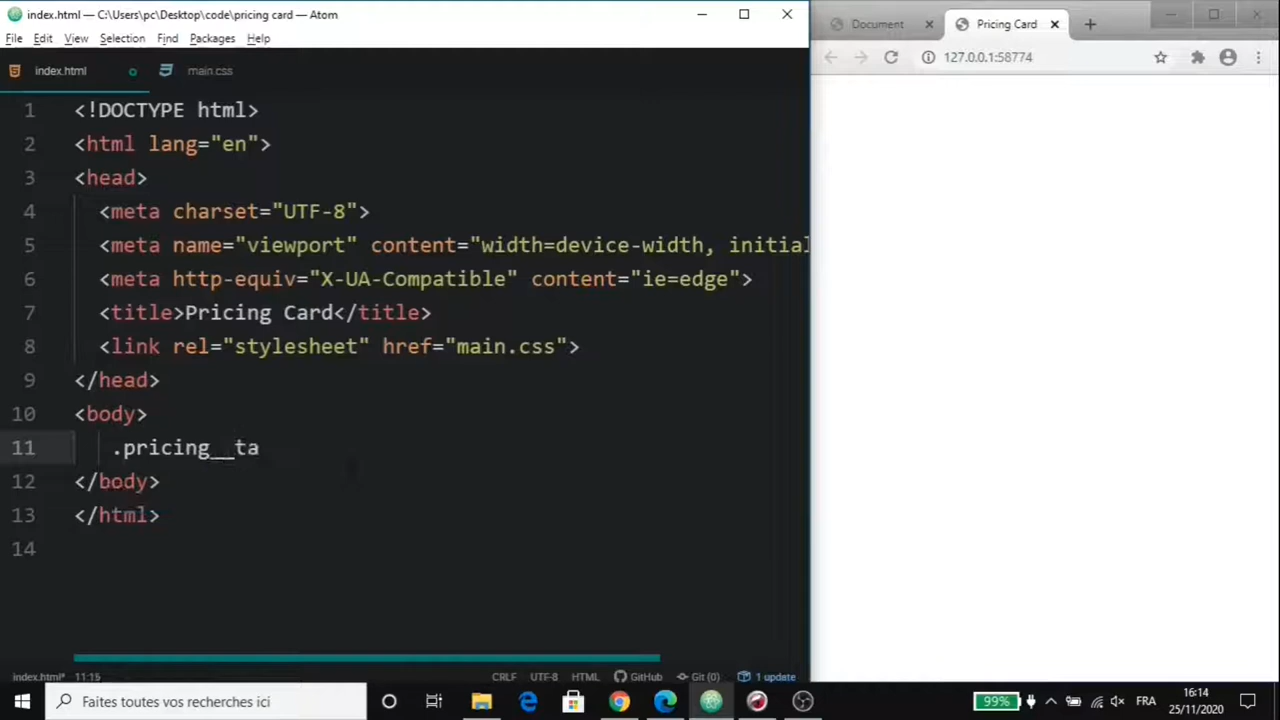 index.html — C:\Users\pc\Desktop\code\pricing card — Atom
File Edit View Selection Find Packages Help
index.html main.css
1 <!DOCTYPE html>
2 <html lang="en">
3 <head>
4 <meta charset="UTF-8">
5 <meta name="viewport" content="width=device-width, initial
6 <meta http-equiv="X-UA-Compatible" content="ie=edge">
7 <title>Pricing Card</title>
8 <link rel="stylesheet" href="main.css">
9 </head>
10 <body>
11 .pricing__ta
12 </body>
13 </html>
14
index.html* 11:15 CRLF UTF-8 HTML GitHub Git (0) 1 update
Document Pricing Card
127.0.0.1:58774
Faites toutes vos recherches ici
99% FRA
16:14
25/11/2020